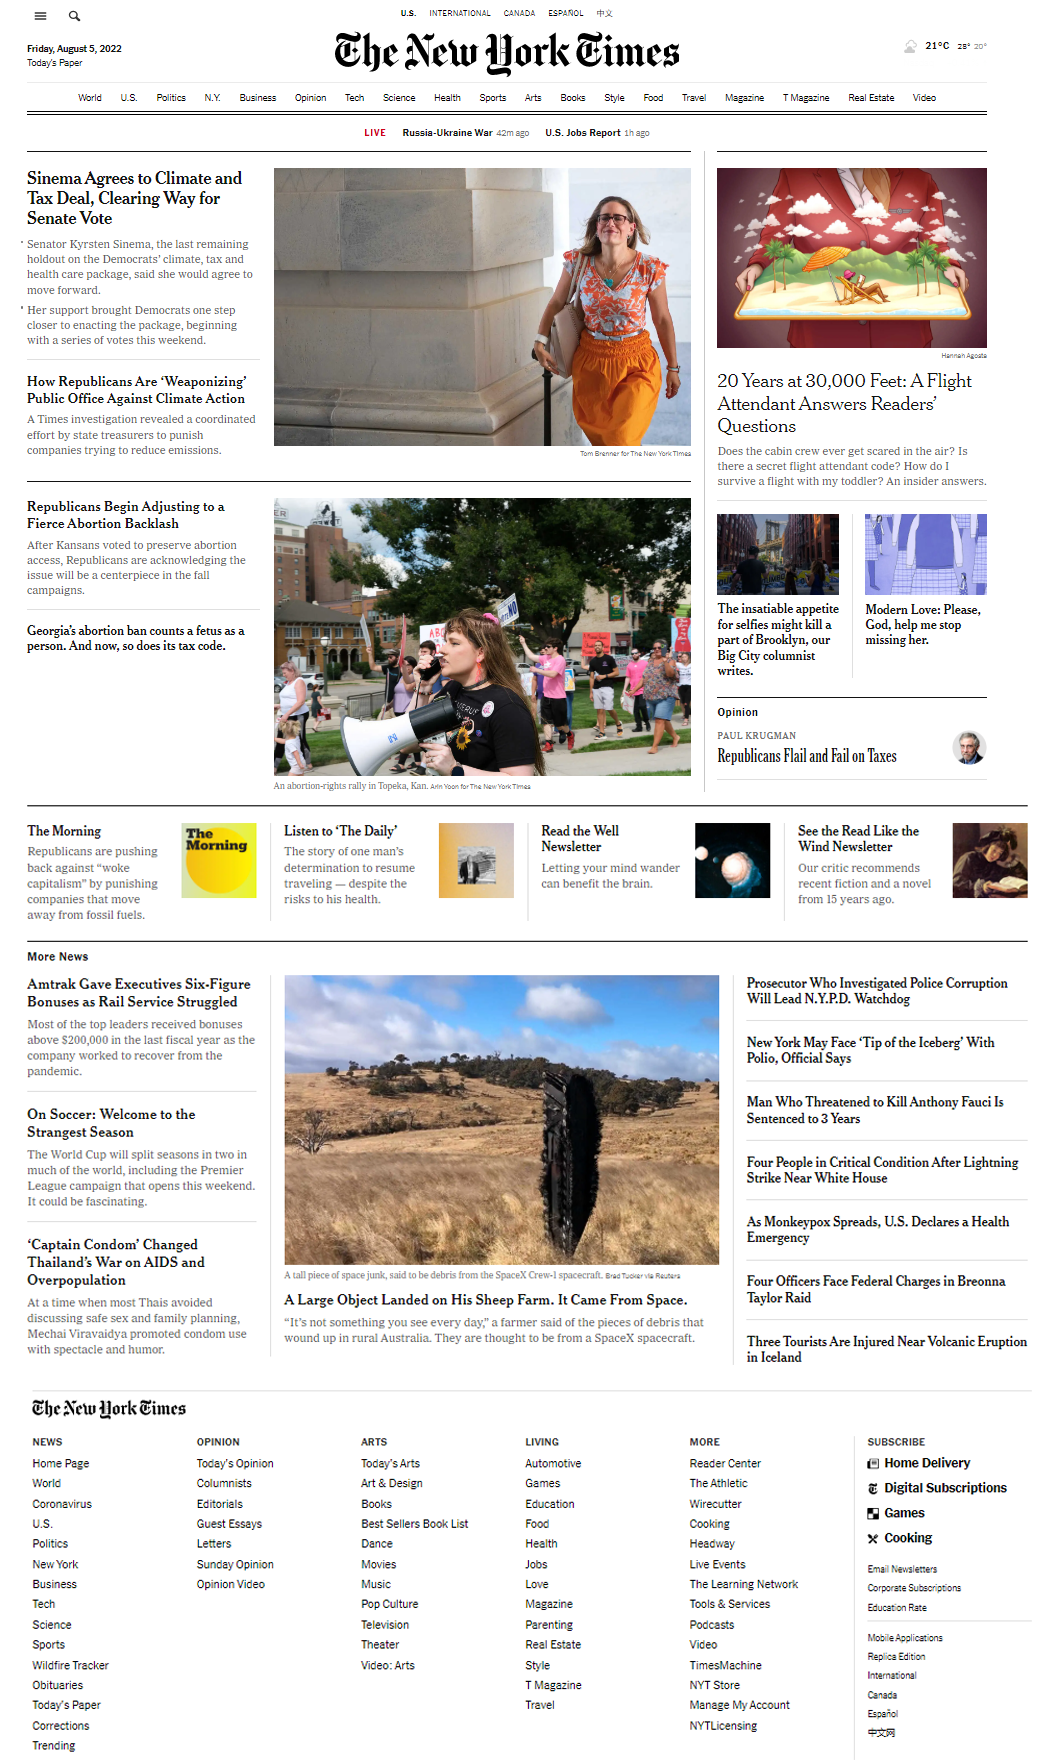 U.S. INTERNATIONAL CANADA ESPAÑOL 中文
Friday, August 5, 2022
Today's Paper
The New York Times
21°C 28° 20°
World U.S. Politics N.Y. Business Opinion Tech Science Health Sports Arts Books Style Food Travel Magazine T Magazine Real Estate Video
LIVE Russia-Ukraine War 42m ago U.S. Jobs Report 1h ago
Sinema Agrees to Climate and
Tax Deal, Clearing Way for
Senate Vote
Senator Kyrsten Sinema, the last remaining
holdout on the Democrats' climate, tax and
health care package, said she would agree to
move forward.
Her support brought Democrats one step
closer to enacting the package, beginning
with a series of votes this weekend.
How Republicans Are ‘Weaponizing’
Public Office Against Climate Action
A Times investigation revealed a coordinated
effort by state treasurers to punish
companies trying to reduce emissions.
Tom Brenner for The New York Times
Republicans Begin Adjusting to a
Fierce Abortion Backlash
After Kansans voted to preserve abortion
access, Republicans are acknowledging the
issue will be a centerpiece in the fall
campaigns.
Georgia's abortion ban counts a fetus as a
person. And now, so does its tax code.
An abortion-rights rally in Topeka, Kan. Arin Yoon for The New York Times
Hannah Agosta
20 Years at 30,000 Feet: A Flight
Attendant Answers Readers'
Questions
Does the cabin crew ever get scared in the air? Is
there a secret flight attendant code? How do I
survive a flight with my toddler? An insider answers.
The insatiable appetite
for selfies might kill a
part of Brooklyn, our
Big City columnist
writes.
Modern Love: Please,
God, help me stop
missing her.
Opinion
PAUL KRUGMAN
Republicans Flail and Fail on Taxes
The Morning
Republicans are pushing
back against “woke
capitalism” by punishing
companies that move
away from fossil fuels.
The
Morning
Listen to ‘The Daily’
The story of one man's
determination to resume
traveling — despite the
risks to his health.
Read the Well
Newsletter
Letting your mind wander
can benefit the brain.
See the Read Like the
Wind Newsletter
Our critic recommends
recent fiction and a novel
from 15 years ago.
More News
Amtrak Gave Executives Six-Figure
Bonuses as Rail Service Struggled
Most of the top leaders received bonuses
above $200,000 in the last fiscal year as the
company worked to recover from the
pandemic.
On Soccer: Welcome to the
Strangest Season
The World Cup will split seasons in two in
much of the world, including the Premier
League campaign that opens this weekend.
It could be fascinating.
‘Captain Condom’ Changed
Thailand's War on AIDS and
Overpopulation
At a time when most Thais avoided
discussing safe sex and family planning,
Mechai Viravaidya promoted condom use
with spectacle and humor.
A tall piece of space junk, said to be debris from the SpaceX Crew-1 spacecraft. Brad Tucker via Reuters
A Large Object Landed on His Sheep Farm. It Came From Space.
“It's not something you see every day,” a farmer said of the pieces of debris that
wound up in rural Australia. They are thought to be from a SpaceX spacecraft.
Prosecutor Who Investigated Police Corruption
Will Lead N.Y.P.D. Watchdog
New York May Face ‘Tip of the Iceberg’ With
Polio, Official Says
Man Who Threatened to Kill Anthony Fauci Is
Sentenced to 3 Years
Four People in Critical Condition After Lightning
Strike Near White House
As Monkeypox Spreads, U.S. Declares a Health
Emergency
Four Officers Face Federal Charges in Breonna
Taylor Raid
Three Tourists Are Injured Near Volcanic Eruption
in Iceland
The New York Times
NEWS
Home Page
World
Coronavirus
U.S.
Politics
New York
Business
Tech
Science
Sports
Wildfire Tracker
Obituaries
Today's Paper
Corrections
Trending
OPINION
Today's Opinion
Columnists
Editorials
Guest Essays
Letters
Sunday Opinion
Opinion Video
ARTS
Today's Arts
Art & Design
Books
Best Sellers Book List
Dance
Movies
Music
Pop Culture
Television
Theater
Video: Arts
LIVING
Automotive
Games
Education
Food
Health
Jobs
Love
Magazine
Parenting
Real Estate
Style
T Magazine
Travel
MORE
Reader Center
The Athletic
Wirecutter
Cooking
Headway
Live Events
The Learning Network
Tools & Services
Podcasts
Video
TimesMachine
NYT Store
Manage My Account
NYTLicensing
SUBSCRIBE
Home Delivery
Digital Subscriptions
Games
Cooking
Email Newsletters
Corporate Subscriptions
Education Rate
Mobile Applications
Replica Edition
International
Canada
Español
中文网